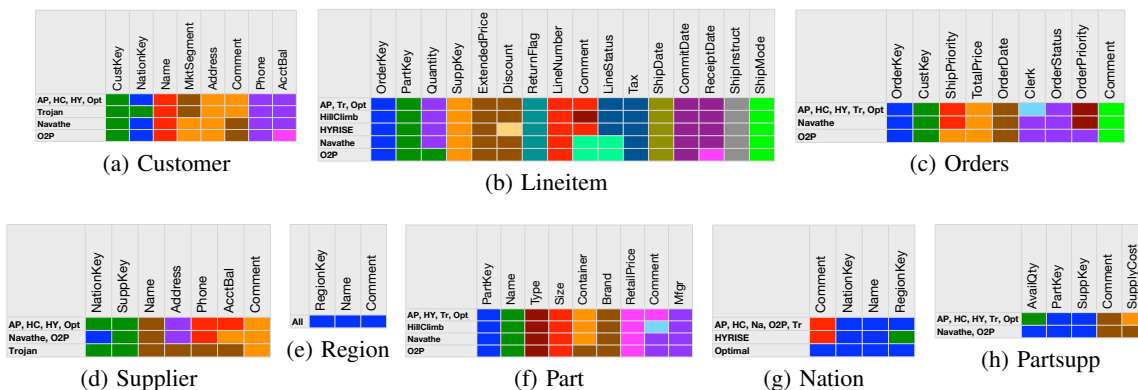 CustKey
NationKey
Name
MktSegment
Address
Comment
Phone
AcctBal
AP, HC, HY, Opt
Trojan
Navathe
O2P
(a) Customer
OrderKey
PartKey
Quantity
SuppKey
ExtendedPrice
Discount
ReturnFlag
LineNumber
Comment
LineStatus
Tax
ShipDate
CommitDate
ReceiptDate
ShipInstruct
ShipMode
AP, Tr, Opt
HillClimb
HYRISE
Navathe
O2P
(b) Lineitem
OrderKey
CustKey
ShipPriority
TotalPrice
OrderDate
Clerk
OrderStatus
OrderPriority
Comment
AP, HC, HY, Tr, Opt
Navathe
O2P
(c) Orders
NationKey
SuppKey
Name
Address
Phone
AcctBal
Comment
AP, HC, HY, Opt
Navathe, O2P
Trojan
(d) Supplier
RegionKey
Name
Comment
All
(e) Region
PartKey
Name
Type
Size
Container
Brand
RetailPrice
Comment
Mfgr
AP, HY, Tr, Opt
HillClimb
Navathe
O2P
(f) Part
Comment
NationKey
Name
RegionKey
AP, HC, Na, O2P, Tr
HYRISE
Optimal
(g) Nation
AvailQty
PartKey
SuppKey
Comment
SupplyCost
AP, HC, HY, Tr, Opt
Navathe, O2P
(h) Partsupp